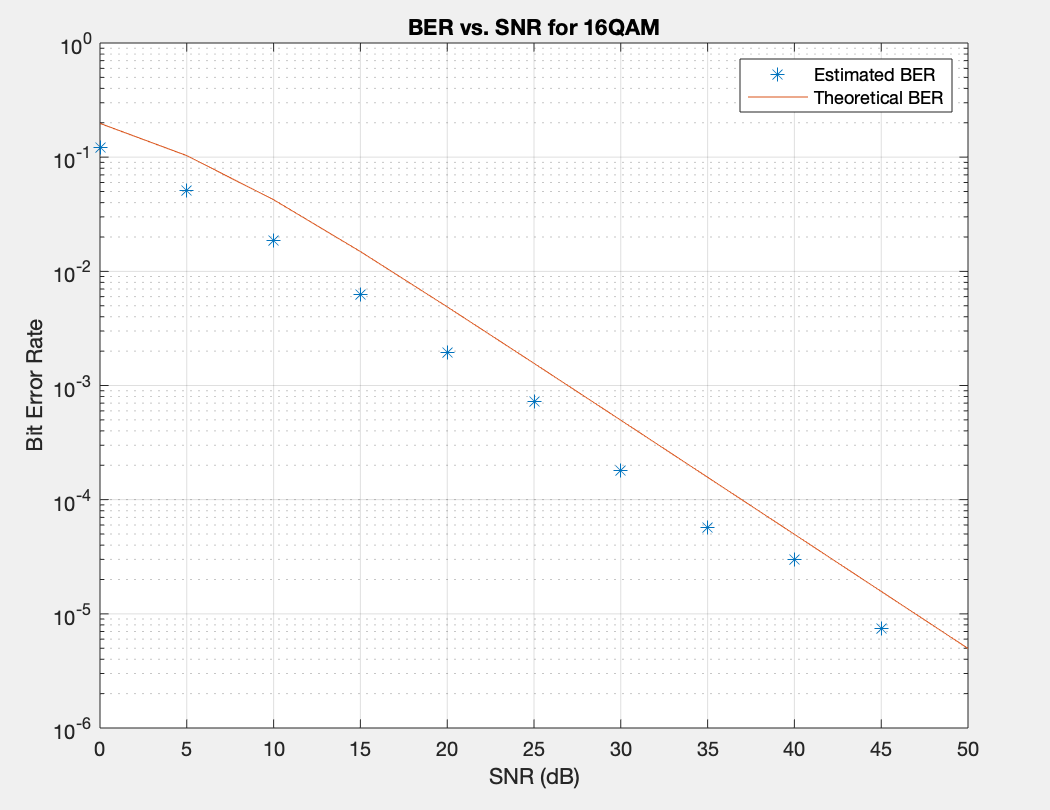 BER vs. SNR for 16QAM
Estimated BER
Theoretical BER
10^0
10^-1
10^-2
10^-3
10^-4
10^-5
10^-6
Bit Error Rate
0 5 10 15 20 25 30 35 40 45 50
SNR (dB)